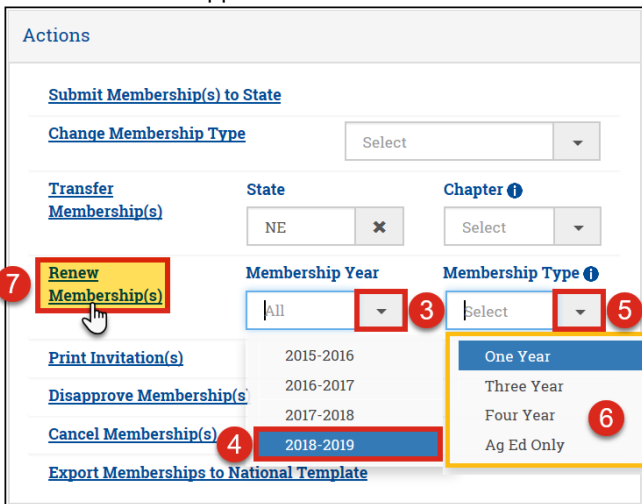 Actions
Submit Membership(s) to State
Change Membership Type Select
Transfer State Chapter i
Membership(s)
NE Select
7 Renew Membership Year Membership Type i
Membership(s)
All 3 Select 5
Print Invitation(s) 2015-2016 One Year
2016-2017 Three Year
Disapprove Membership(s
2017-2018 Four Year 6
Cancel Membership(s) 4 2018-2019 Ag Ed Only
Export Memberships to National Template